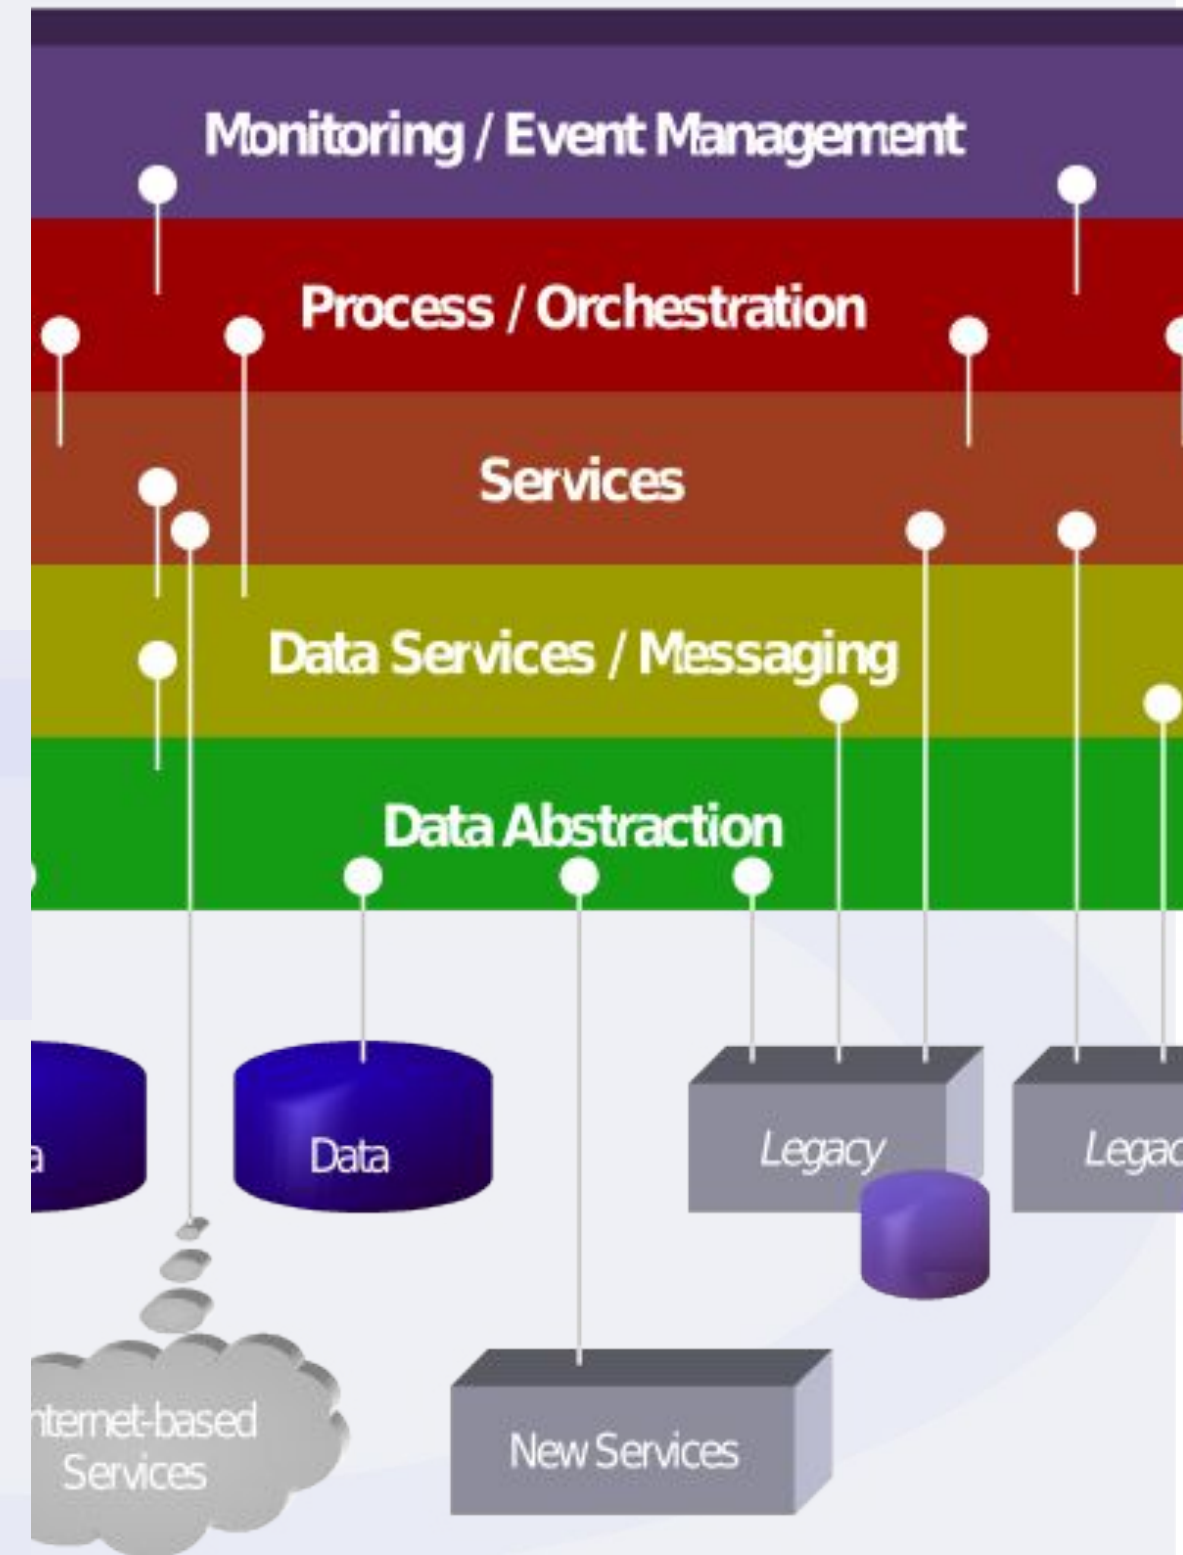 Monitoring / Event Management
Process / Orchestration
Services
Data Services / Messaging
Data Abstraction
Data
Legacy
nternet-based
Services
New Services